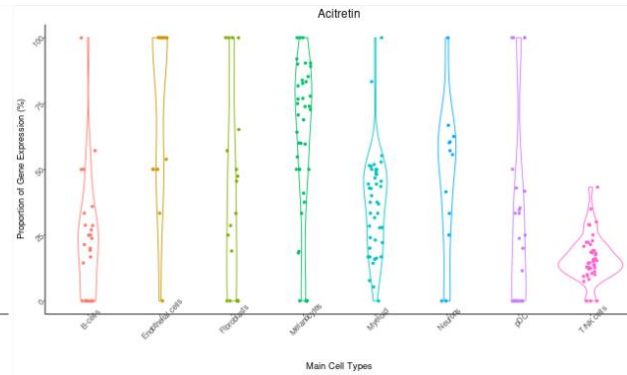 Acitretin
Proportion of Gene Expression (%)
100
75
50
25
0
B-cells
Endothelial cells
Fibroblasts
Melanocytes
Myeloid
Neurons
pDC
T/NK cells
Main Cell Types